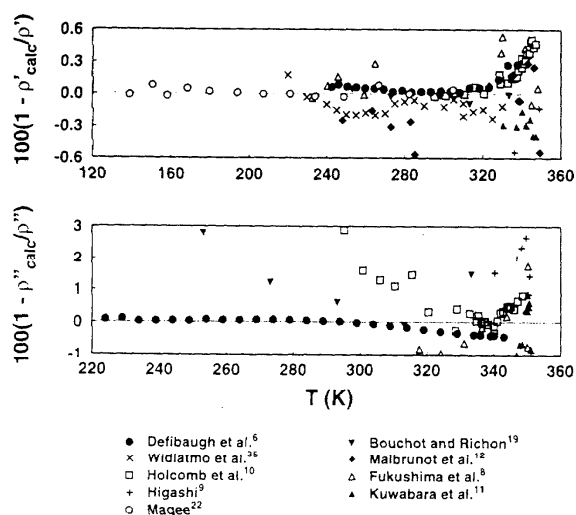 100(1 - ρ'calc/ρ')
0.6
0.3
0.0
-0.3
-0.6
120 160 200 240 280 320 360
100(1 - ρ"calc/ρ")
3
2
1
0
-1
220 240 260 280 300 320 340 360
T (K)
● Defibaugh et al.⁶
× Widiatmo et al.³⁶
□ Holcomb et al.¹⁰
+ Higashi⁹
○ Magee²²
▼ Bouchot and Richon¹⁹
◆ Malbrunot et al.¹²
△ Fukushima et al.⁸
▲ Kuwabara et al.¹¹